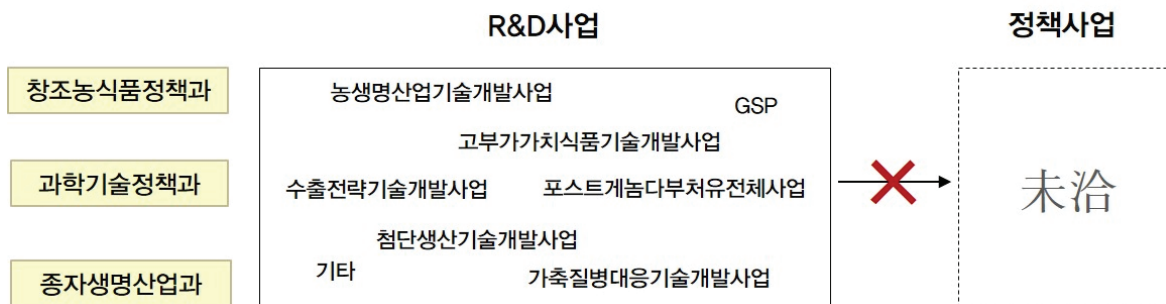 R&D사업
정책사업
창조농식품정책과
농생명산업기술개발사업
GSP
고부가가치식품기술개발사업
과학기술정책과
수출전략기술개발사업
포스트게놈다부처유전체사업
未洽
첨단생산기술개발사업
기타
가축질병대응기술개발사업
종자생명산업과